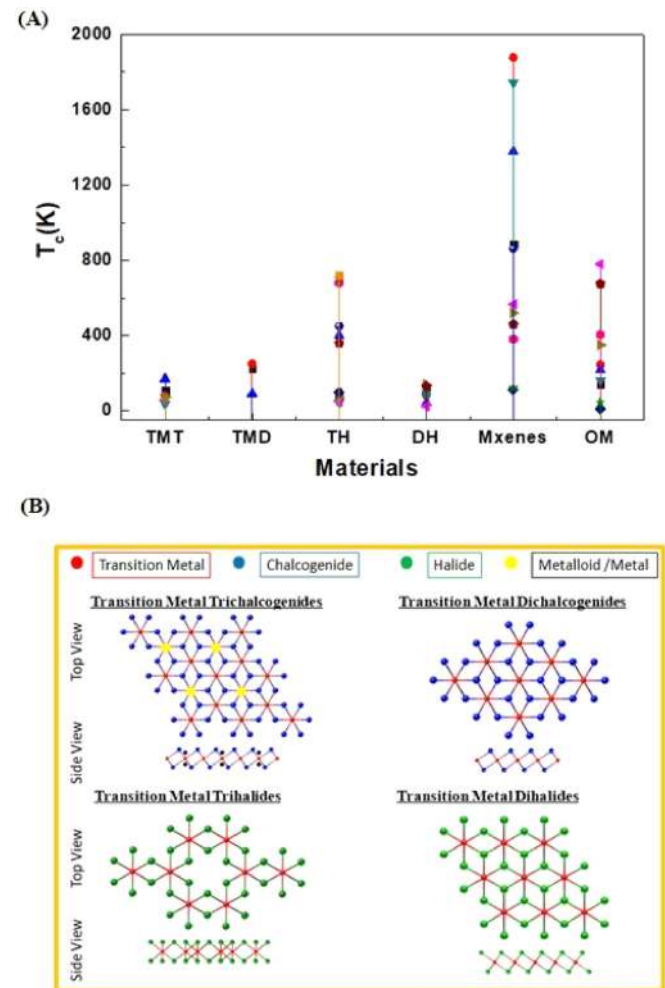 (A)
2000
1600
1200
800
400
0
T_c(K)
TMT TMD TH DH Mxenes OM
Materials
(B)
Transition Metal Chalcogenide Halide Metalloid /Metal
Transition Metal Trichalcogenides Transition Metal Dichalcogenides
Top View
Side View
Transition Metal Trihalides Transition Metal Dihalides
Top View
Side View